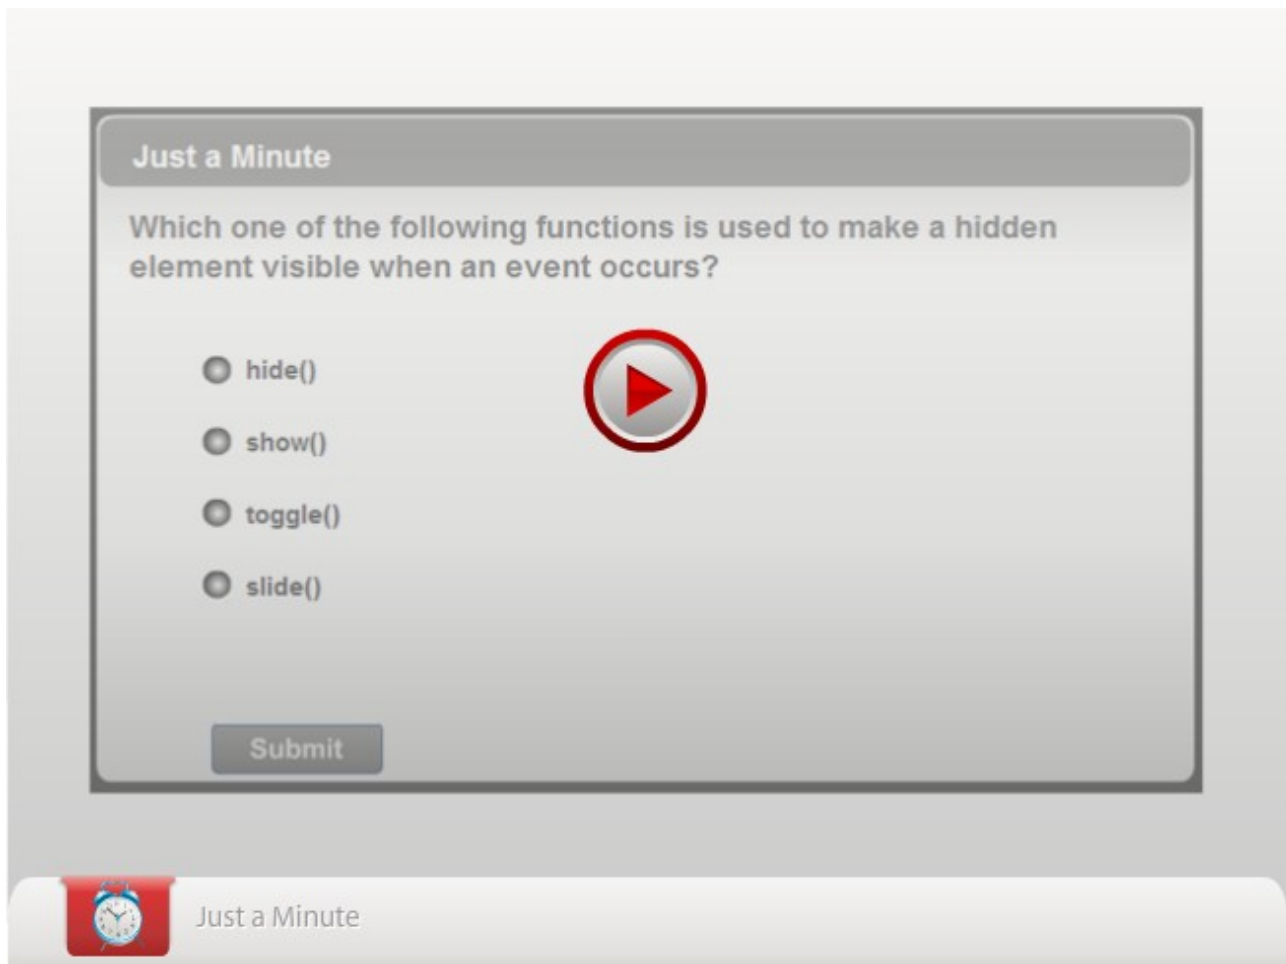 Just a Minute
Which one of the following functions is used to make a hidden
element visible when an event occurs?
hide()
show()
toggle()
slide()
Submit
Just a Minute